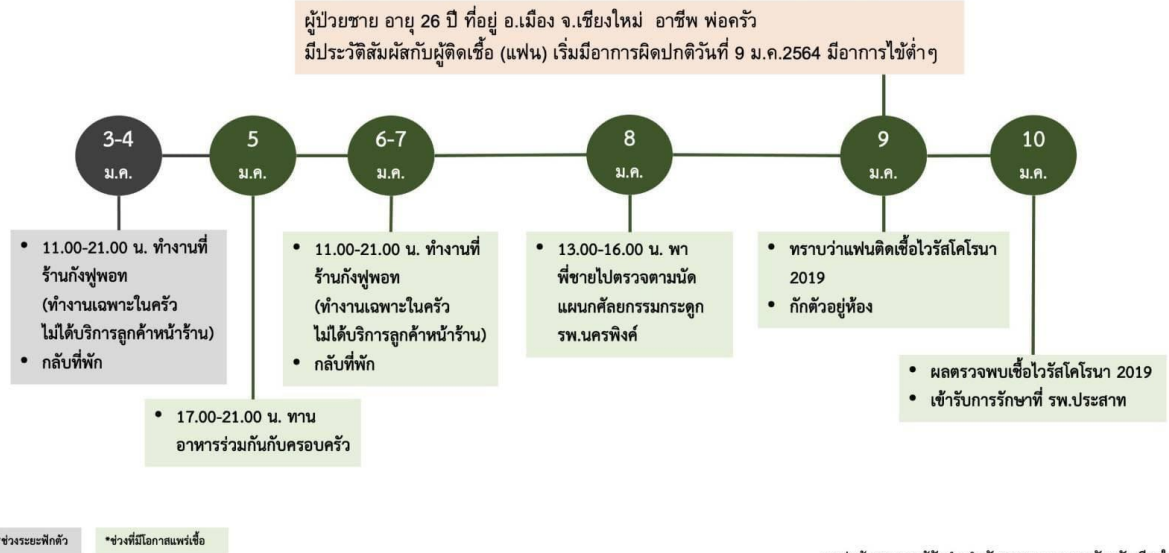 ผู้ป่วยชาย อายุ 26 ปี ที่อยู่ อ.เมือง จ.เชียงใหม่ อาชีพ พ่อครัว
มีประวัติสัมผัสกับผู้ติดเชื้อ (แฟน) เริ่มมีอาการผิดปกติวันที่ 9 ม.ค.2564 มีอาการไข้ต่ำๆ
3-4
ม.ค.
• 11.00-21.00 น. ทำงานที่
ร้านกังฟูพอท
(ทำงานเฉพาะในครัว
ไม่ได้บริการลูกค้าหน้าร้าน)
• กลับที่พัก
5
ม.ค.
• 17.00-21.00 น. ทาน
อาหารร่วมกันกับครอบครัว
6-7
ม.ค.
• 11.00-21.00 น. ทำงานที่
ร้านกังฟูพอท
(ทำงานเฉพาะในครัว
ไม่ได้บริการลูกค้าหน้าร้าน)
• กลับที่พัก
8
ม.ค.
• 13.00-16.00 น. พา
พี่ชายไปตรวจตามนัด
แผนกศัลยกรรมกระดูก
รพ.นครพิงค์
9
ม.ค.
• ทราบว่าแฟนติดเชื้อไวรัสโคโรนา
2019
• กักตัวอยู่ห้อง
10
ม.ค.
• ผลตรวจพบเชื้อไวรัสโคโรนา 2019
• เข้ารับการรักษาที่ รพ.ประสาท
ช่วงระยะฟักตัว
*ช่วงที่มีโอกาสแพร่เชื้อ